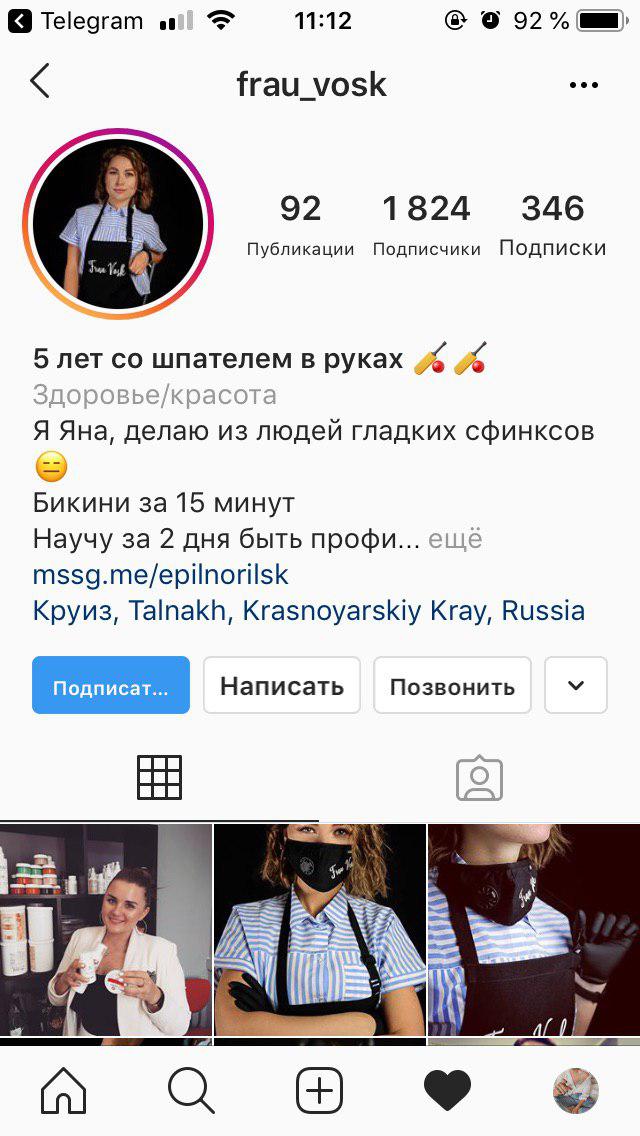 Telegram 11:12 92 %
frau_vosk
92 1 824 346
Публикации Подписчики Подписки
Frau Vosk
5 лет со шпателем в руках
Здоровье/красота
Я Яна, делаю из людей гладких сфинксов
Бикини за 15 минут
Научу за 2 дня быть профи... ещё
mssg.me/epilnorilsk
Круиз, Talnakh, Krasnoyarskiy Kray, Russia
Подписат... Написать Позвонить